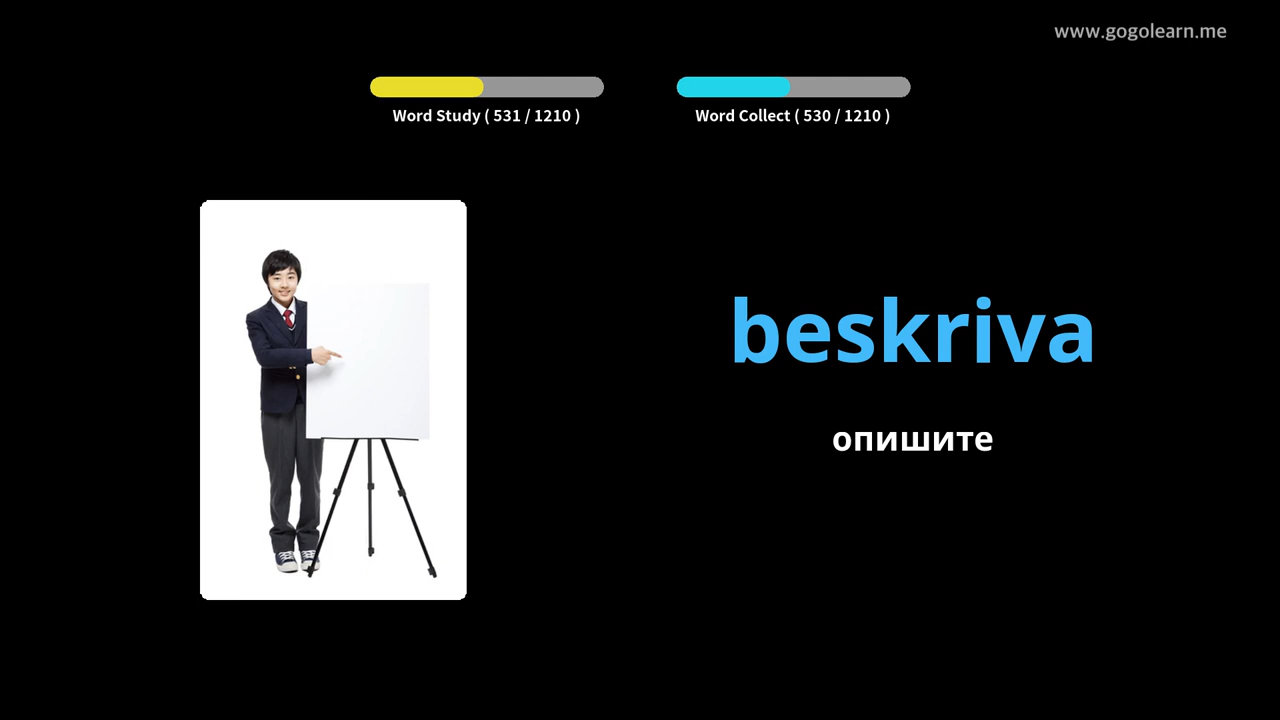 www.gogolearn.me
Word Study ( 531 / 1210 )
Word Collect ( 530 / 1210 )
beskriva
опишите